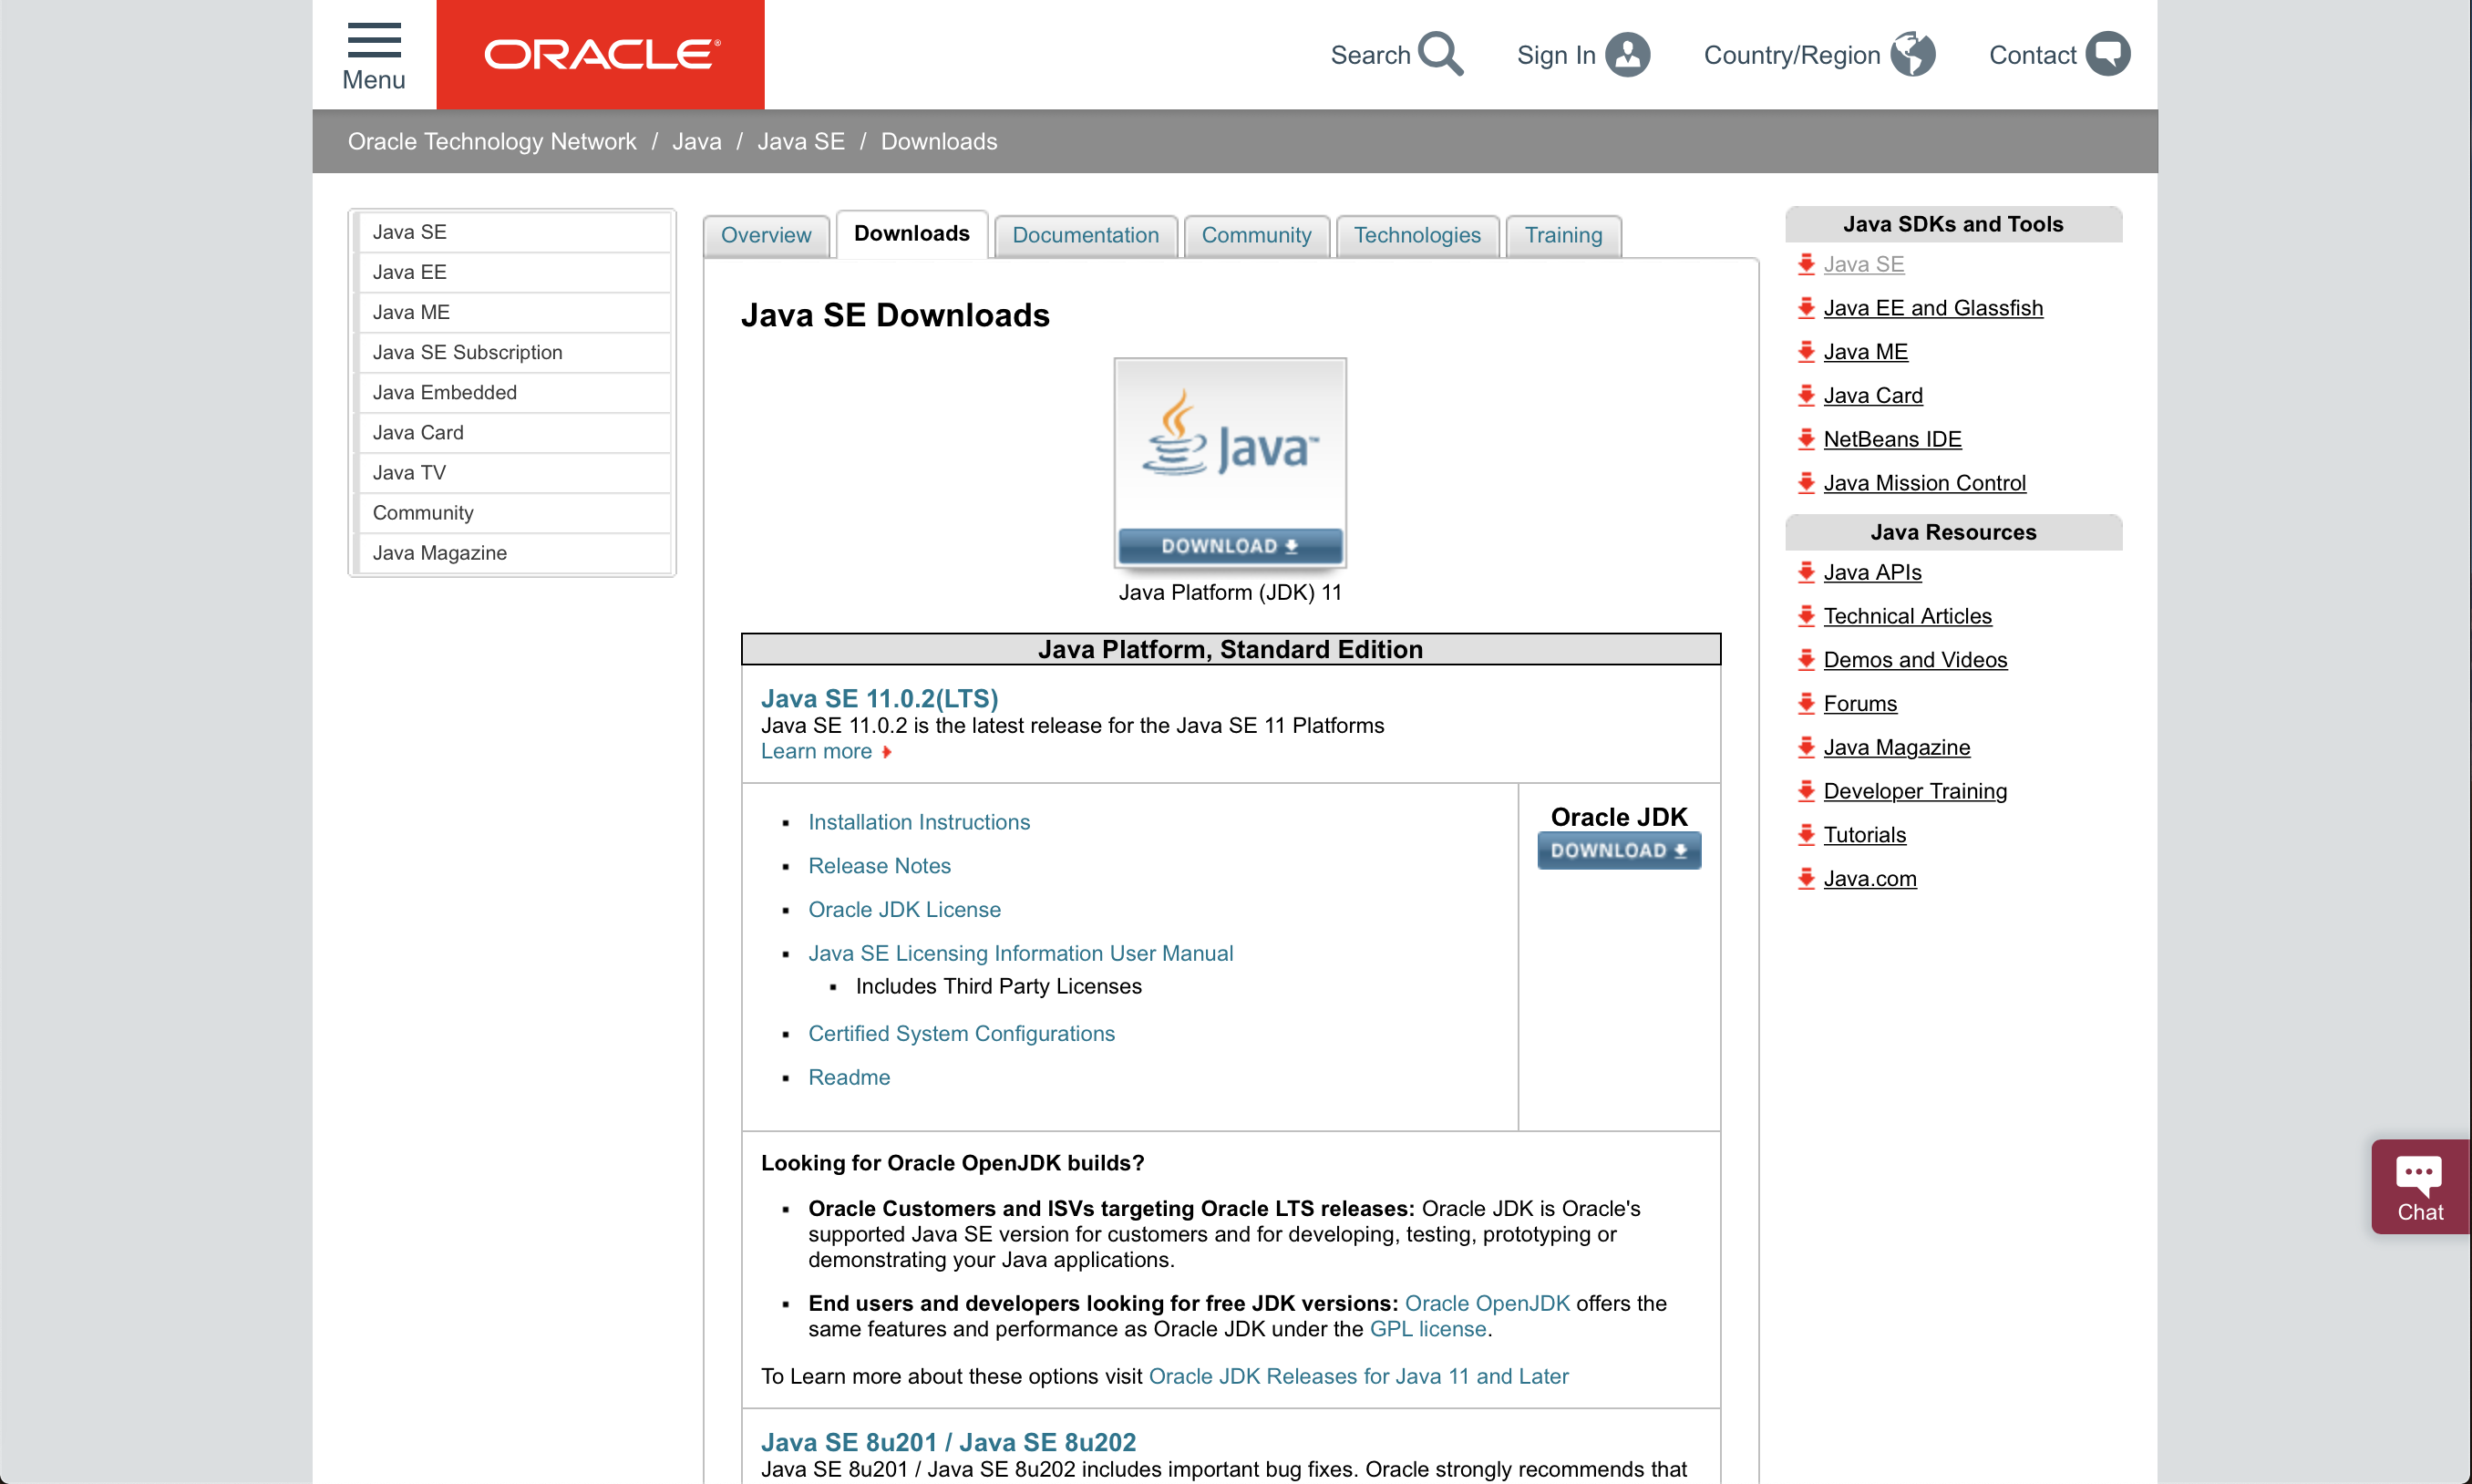 Menu
ORACLE®
Search
Sign In
Country/Region
Contact
Oracle Technology Network / Java / Java SE / Downloads
Java SE
Java EE
Java ME
Java SE Subscription
Java Embedded
Java Card
Java TV
Community
Java Magazine
Overview
Downloads
Documentation
Community
Technologies
Training
Java SE Downloads
Java™
DOWNLOAD
Java Platform (JDK) 11
Java Platform, Standard Edition
Java SE 11.0.2(LTS)
Java SE 11.0.2 is the latest release for the Java SE 11 Platforms
Learn more
Installation Instructions
Release Notes
Oracle JDK License
Java SE Licensing Information User Manual
Includes Third Party Licenses
Certified System Configurations
Readme
Oracle JDK
DOWNLOAD
Looking for Oracle OpenJDK builds?
Oracle Customers and ISVs targeting Oracle LTS releases: Oracle JDK is Oracle's
supported Java SE version for customers and for developing, testing, prototyping or
demonstrating your Java applications.
End users and developers looking for free JDK versions: Oracle OpenJDK offers the
same features and performance as Oracle JDK under the GPL license.
To Learn more about these options visit Oracle JDK Releases for Java 11 and Later
Java SE 8u201 / Java SE 8u202
Java SE 8u201 / Java SE 8u202 includes important bug fixes. Oracle strongly recommends that
Java SDKs and Tools
Java SE
Java EE and Glassfish
Java ME
Java Card
NetBeans IDE
Java Mission Control
Java Resources
Java APIs
Technical Articles
Demos and Videos
Forums
Java Magazine
Developer Training
Tutorials
Java.com
Chat